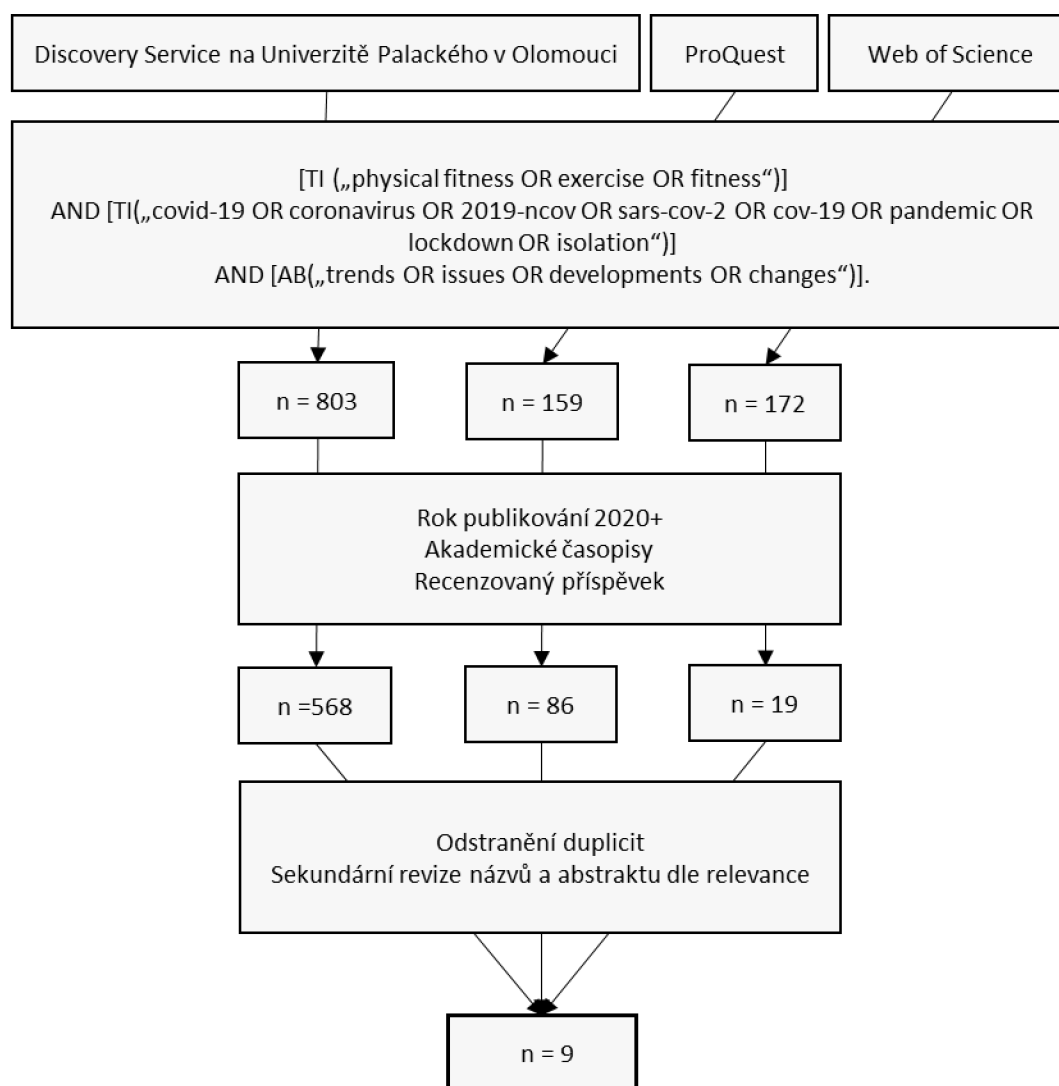 Discovery Service na Univerzitě Palackého v Olomouci
ProQuest
Web of Science
[TI („physical fitness OR exercise OR fitness“)]
AND [TI(„covid-19 OR coronavirus OR 2019-ncov OR sars-cov-2 OR cov-19 OR pandemic OR
lockdown OR isolation“)]
AND [AB(„trends OR issues OR developments OR changes“)].
n = 803
n = 159
n = 172
Rok publikování 2020+
Akademické časopisy
Recenzovaný příspěvek
n =568
n = 86
n = 19
Odstranění duplicit
Sekundární revize názvů a abstraktu dle relevance
n = 9